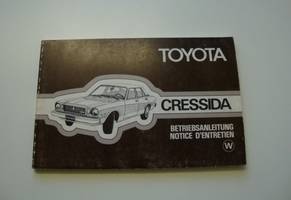 TOYOTA
CRESSIDA
BETRIEBSANLEITUNG
NOTICE D'ENTRETIEN
W